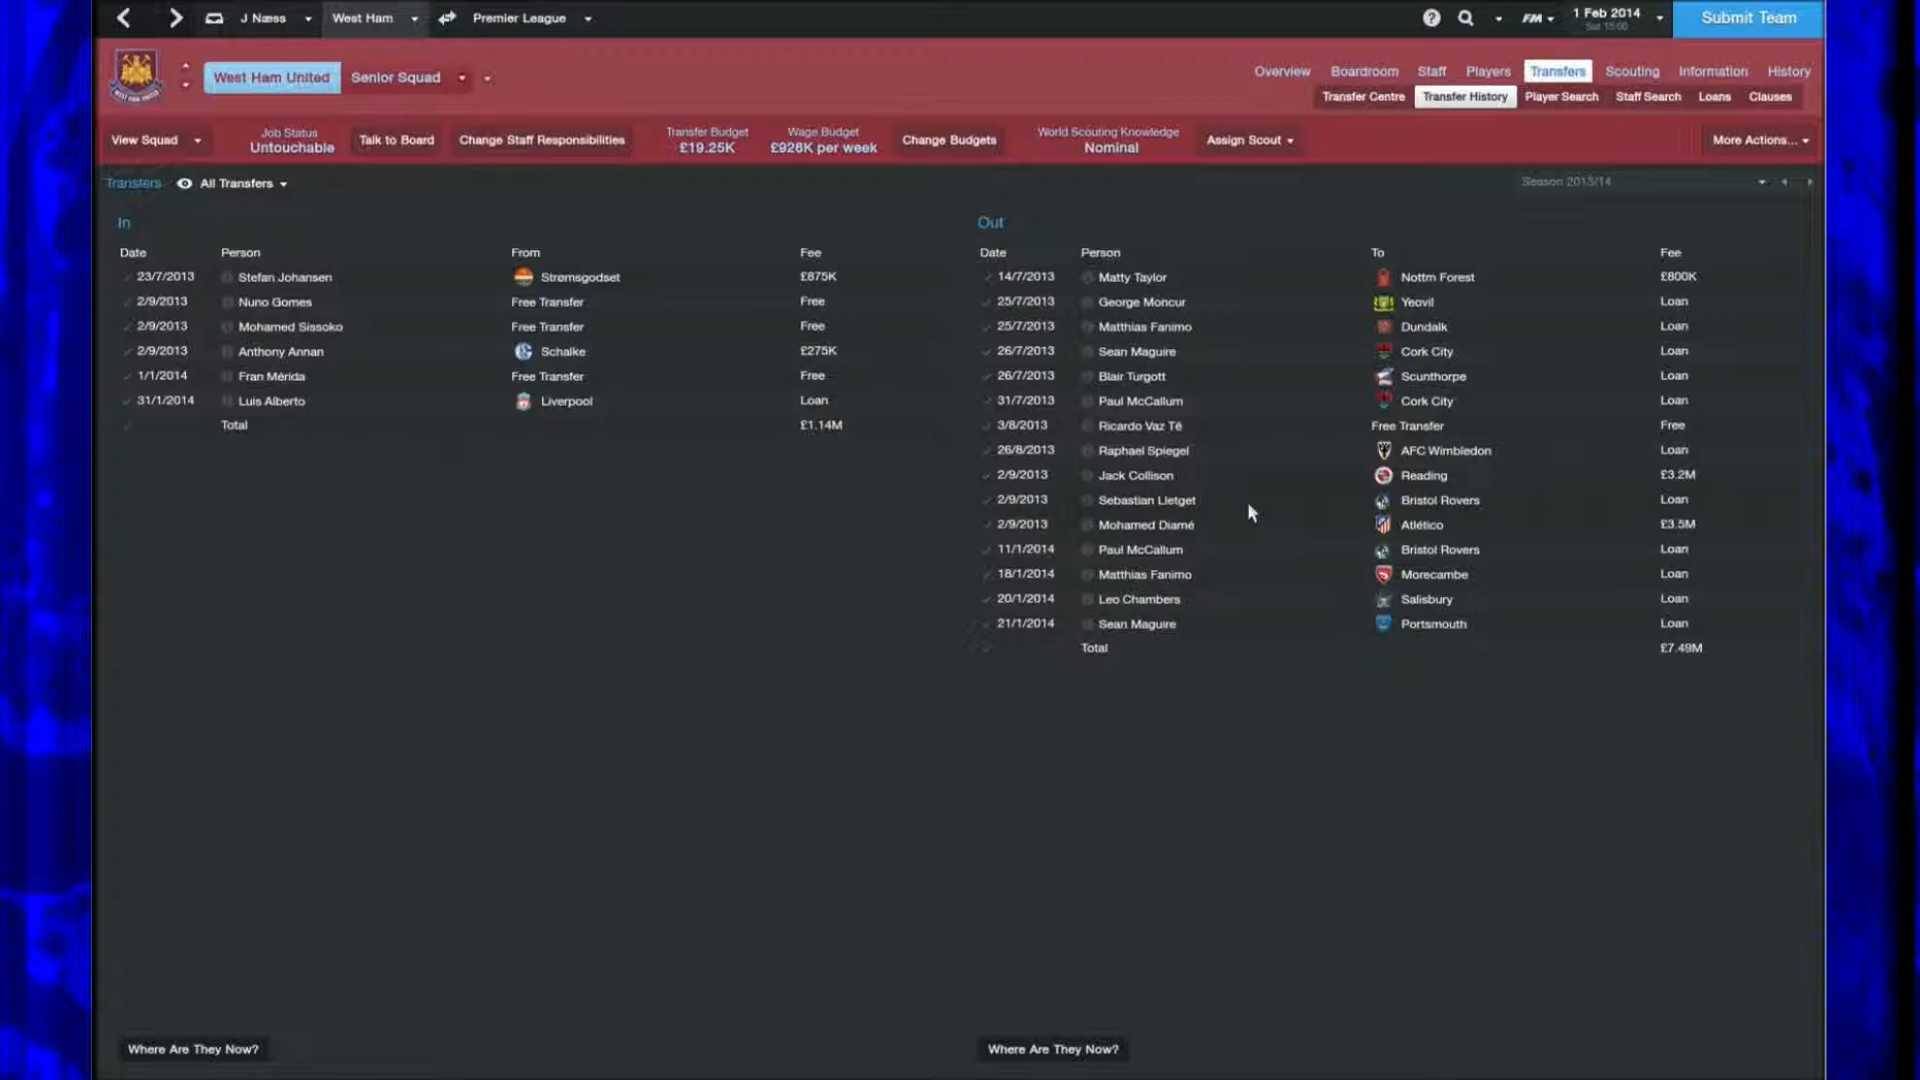 J Næss West Ham Premier League FM 1 Feb 2014 Submit Team
Sat 15:00
West Ham United Senior Squad Overview Boardroom Staff Players Transfers Scouting Information History
Transfer Centre Transfer History Player Search Staff Search Loans Clauses
View Squad Job Status Untouchable Talk to Board Change Staff Responsibilities Transfer Budget £19.25K Wage Budget £928K per week Change Budgets World Scouting Knowledge Nominal Assign Scout More Actions...
Transfers All Transfers Season 2013/14
In
Date Person From Fee
23/7/2013 Stefan Johansen Strømsgodset £875K
2/9/2013 Nuno Gomes Free Transfer Free
2/9/2013 Mohamed Sissoko Free Transfer Free
2/9/2013 Anthony Annan Schalke £275K
1/1/2014 Fran Mérida Free Transfer Free
31/1/2014 Luis Alberto Liverpool Loan
Total £1.14M
Where Are They Now?
Out
Date Person To Fee
14/7/2013 Matty Taylor Nottm Forest £800K
25/7/2013 George Moncur Yeovil Loan
25/7/2013 Matthias Fanimo Dundalk Loan
26/7/2013 Sean Maguire Cork City Loan
26/7/2013 Blair Turgott Scunthorpe Loan
31/7/2013 Paul McCallum Cork City Loan
3/8/2013 Ricardo Vaz Tê Free Transfer Free
26/8/2013 Raphael Spiegel AFC Wimbledon Loan
2/9/2013 Jack Collison Reading £3.2M
2/9/2013 Sebastian Lletget Bristol Rovers Loan
2/9/2013 Mohamed Diamé Atlético £3.5M
11/1/2014 Paul McCallum Bristol Rovers Loan
18/1/2014 Matthias Fanimo Morecambe Loan
20/1/2014 Leo Chambers Salisbury Loan
21/1/2014 Sean Maguire Portsmouth Loan
Total £7.49M
Where Are They Now?